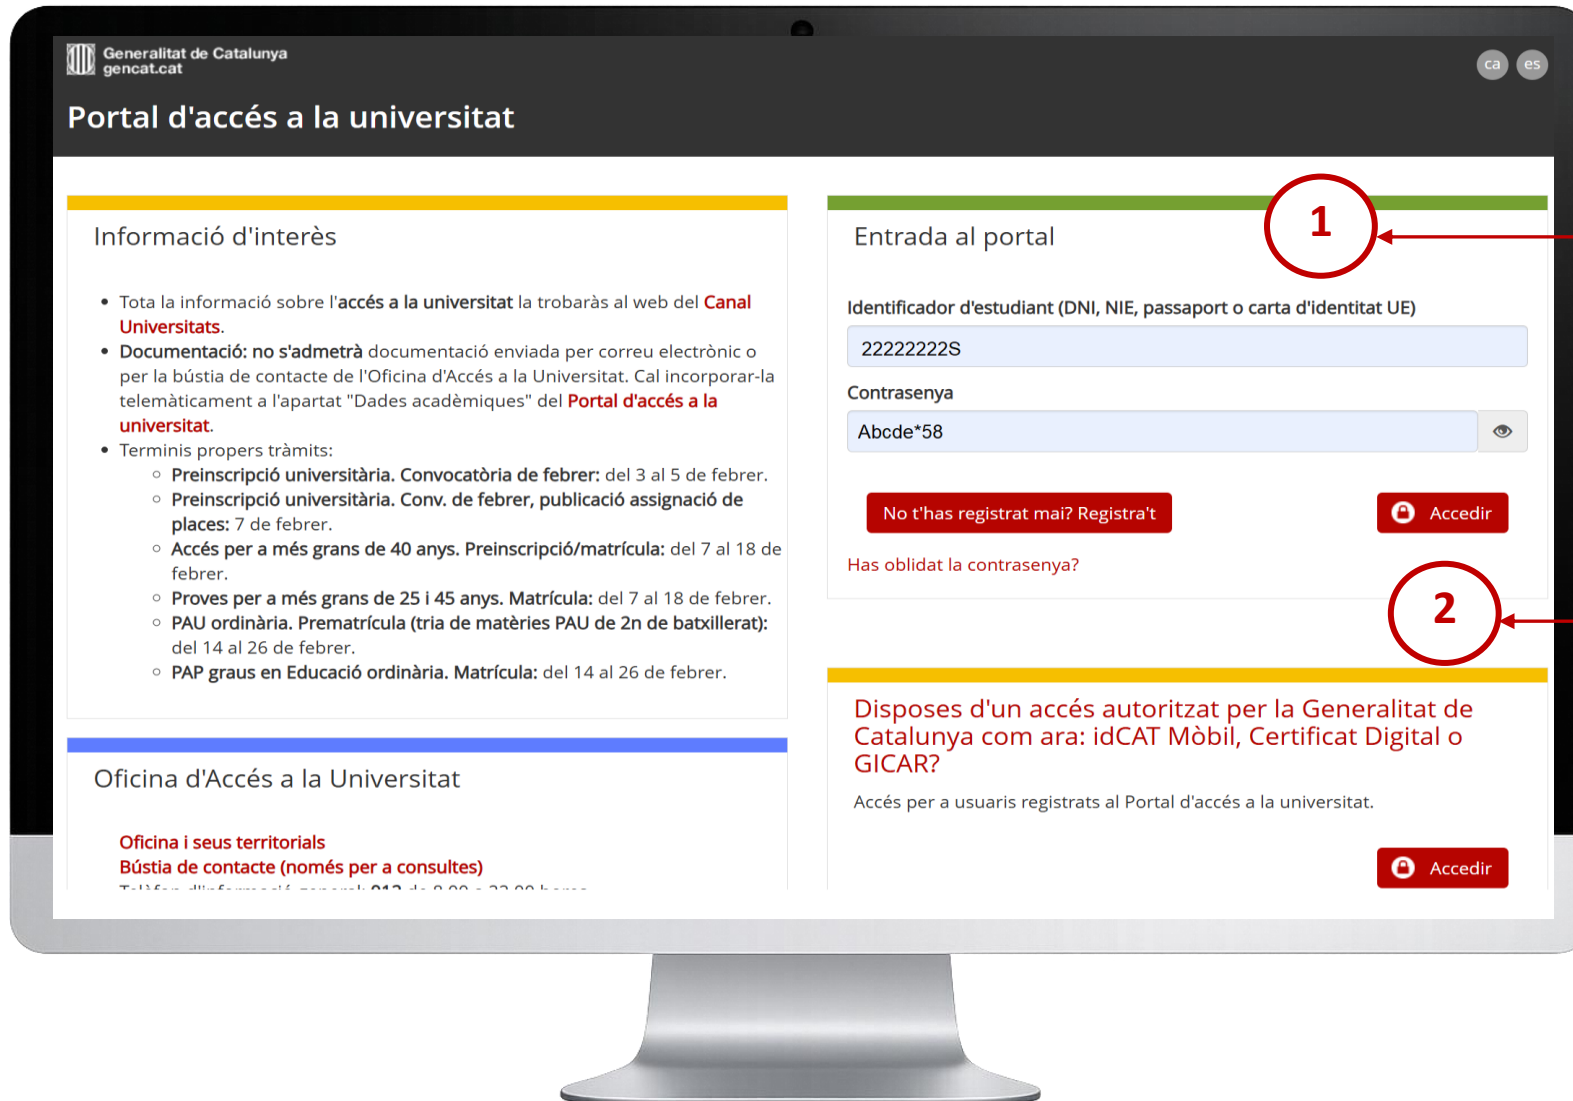 Generalitat de Catalunya
gencat.cat
ca es
Portal d'accés a la universitat
Informació d'interès
Tota la informació sobre l'accés a la universitat la trobaràs al web del Canal
Universitats.
Documentació: no s'admetrà documentació enviada per correu electrònic o
per la bústia de contacte de l'Oficina d'Accés a la Universitat. Cal incorporar-la
telemàticament a l'apartat "Dades acadèmiques" del Portal d'accés a la
universitat.
Terminis propers tràmits:
Preinscripció universitària. Convocatòria de febrer: del 3 al 5 de febrer.
Preinscripció universitària. Conv. de febrer, publicació assignació de
places: 7 de febrer.
Accés per a més grans de 40 anys. Preinscripció/matrícula: del 7 al 18 de
febrer.
Proves per a més grans de 25 i 45 anys. Matrícula: del 7 al 18 de febrer.
PAU ordinària. Prematrícula (tria de matèries PAU de 2n de batxillerat):
del 14 al 26 de febrer.
PAP graus en Educació ordinària. Matrícula: del 14 al 26 de febrer.
Oficina d'Accés a la Universitat
Oficina i seus territorials
Bústia de contacte (només per a consultes)
Entrada al portal
1
Identificador d'estudiant (DNI, NIE, passaport o carta d'identitat UE)
22222222S
Contrasenya
Abcde*58
No t'has registrat mai? Registra't
Accedir
Has oblidat la contrasenya?
2
Disposes d'un accés autoritzat per la Generalitat de
Catalunya com ara: idCAT Mòbil, Certificat Digital o
GICAR?
Accés per a usuaris registrats al Portal d'accés a la universitat.
Accedir